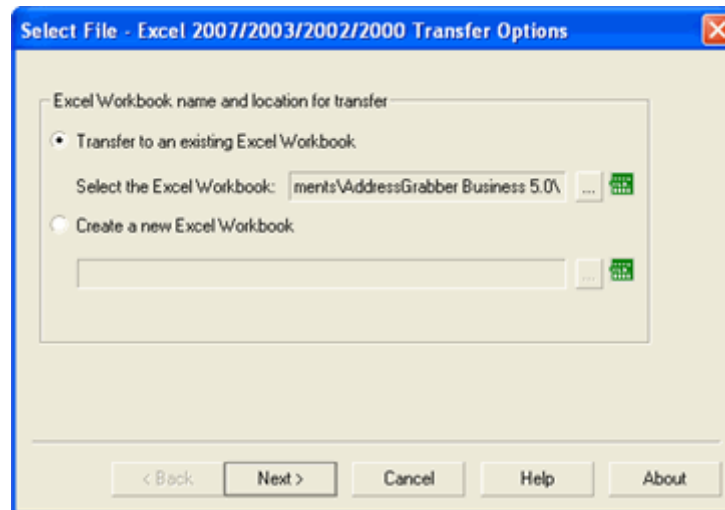 Select File - Excel 2007/2003/2002/2000 Transfer Options
Excel Workbook name and location for transfer
Transfer to an existing Excel Workbook
Select the Excel Workbook: ments\AddressGrabber Business 5.0\ ...
Create a new Excel Workbook
...
< Back Next > Cancel Help About